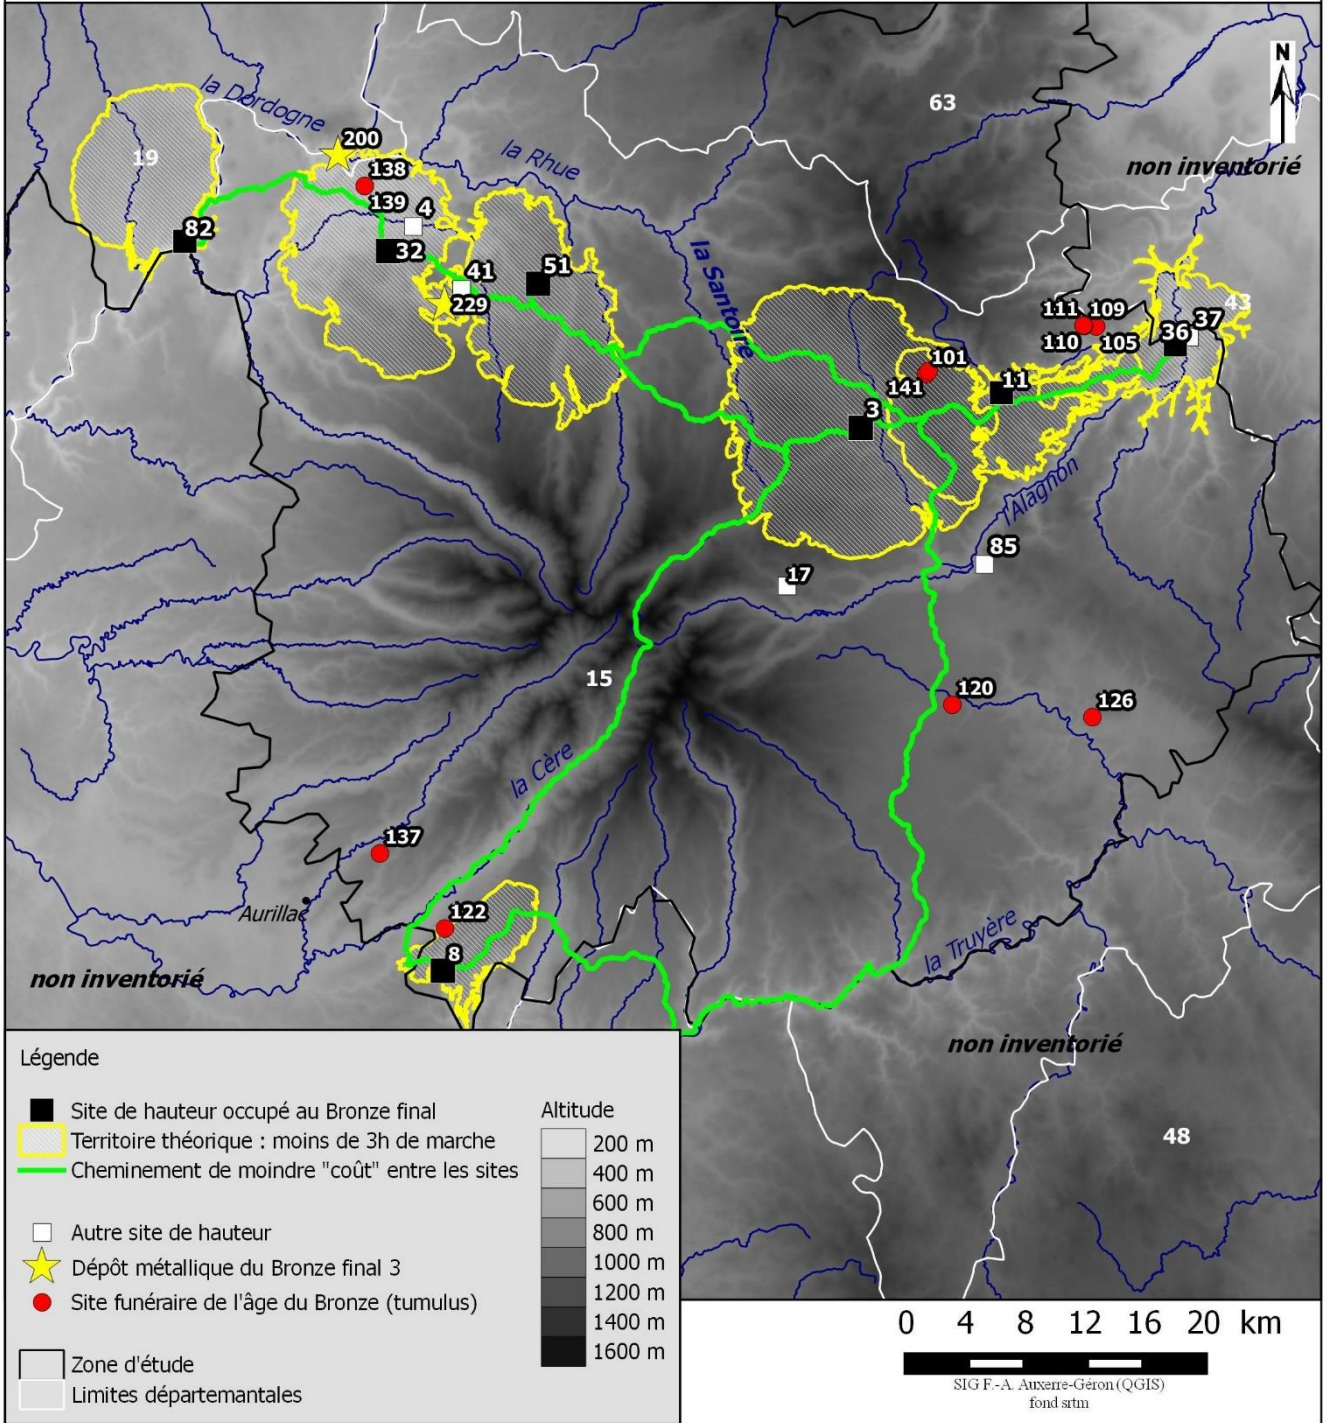 N
63
la Dordogne
200
19
la Rhue
non inventorié
138
139
4
82
32
41
51
229
la Santoire
111
109
110
105
43
37
36
101
141
11
3
l'Alagnon
85
17
15
120
126
la Cère
137
Aurillac
122
8
la Truyère
non inventorié
non inventorié
48
Légende
Site de hauteur occupé au Bronze final
Territoire théorique : moins de 3h de marche
Cheminement de moindre "coût" entre les sites
Autre site de hauteur
Dépôt métallique du Bronze final 3
Site funéraire de l'âge du Bronze (tumulus)
Zone d'étude
Limites départemantales
Altitude
200 m
400 m
600 m
800 m
1000 m
1200 m
1400 m
1600 m
0 4 8 12 16 20 km
SIG F.-A. Auxerre-Géron (QGIS)
fond srtm